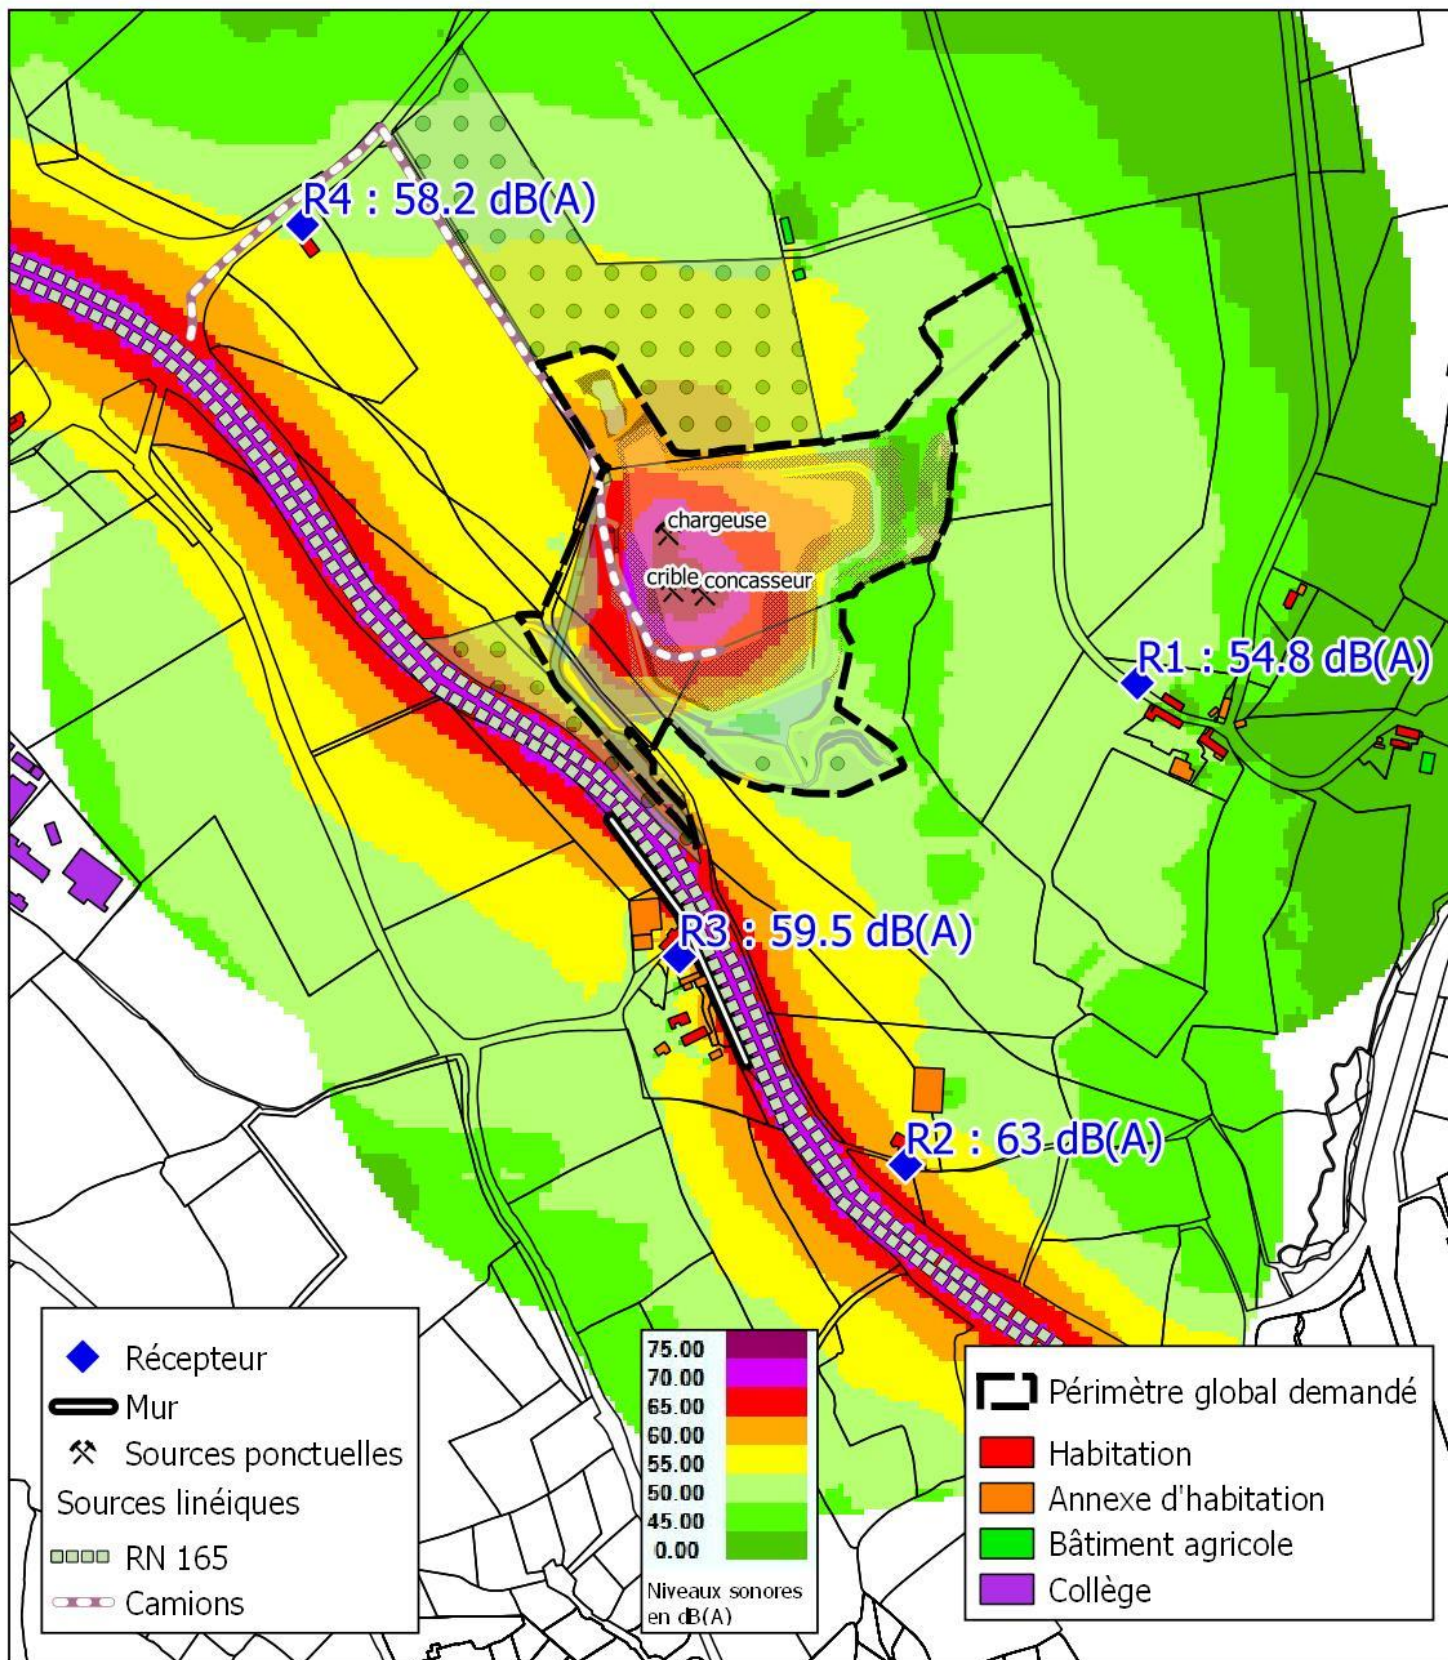 R4 : 58.2 dB(A)
chargeuse
crible
concasseur
R1 : 54.8 dB(A)
R3 : 59.5 dB(A)
R2 : 63 dB(A)
Récepteur
Mur
Sources ponctuelles
Sources linéiques
RN 165
Camions
75.00
70.00
65.00
60.00
55.00
50.00
45.00
0.00
Niveaux sonores
en dB(A)
Périmètre global demandé
Habitation
Annexe d'habitation
Bâtiment agricole
Collège